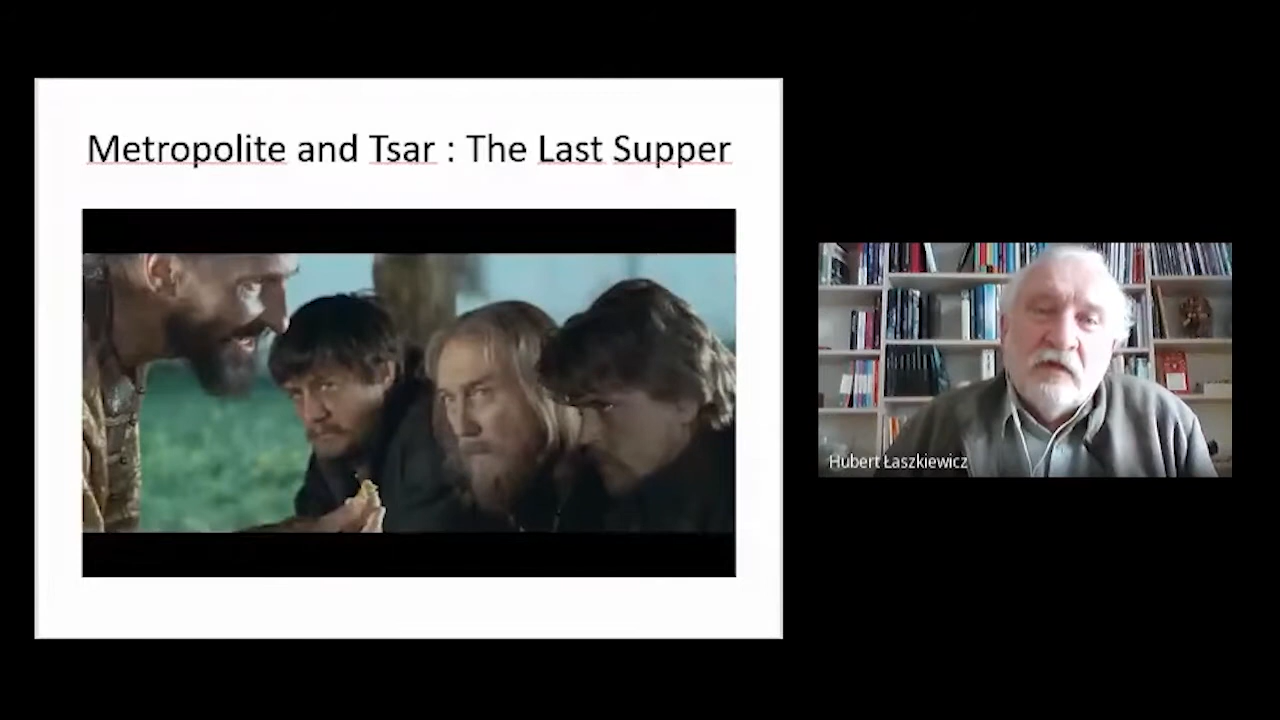 Metropolite and Tsar : The Last Supper
Hubert Łaszkiewicz